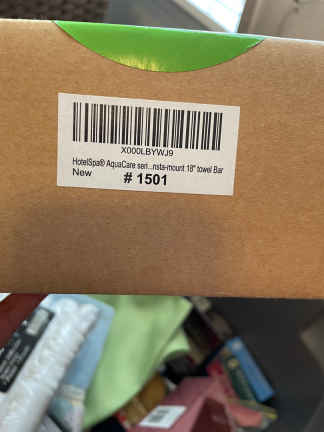 X000LBYWJ9
HotelSpa® AquaCare seri...nsta-mount 18" towel Bar
New
# 1501